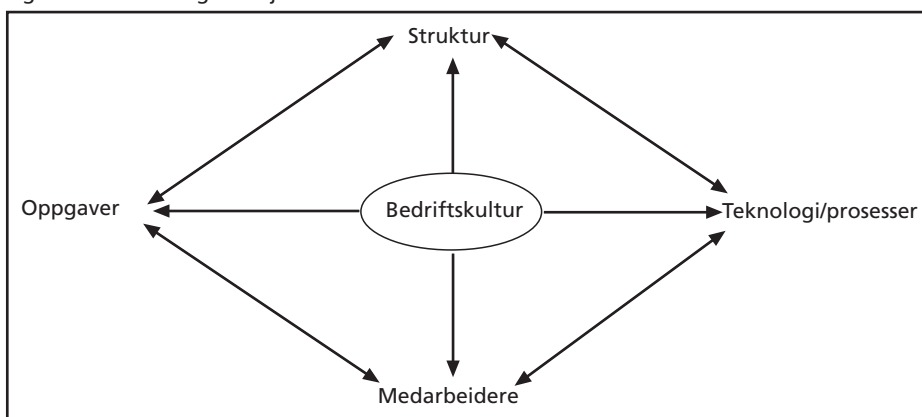 Struktur
Oppgaver
Bedriftskultur
Teknologi/prosesser
Medarbeidere